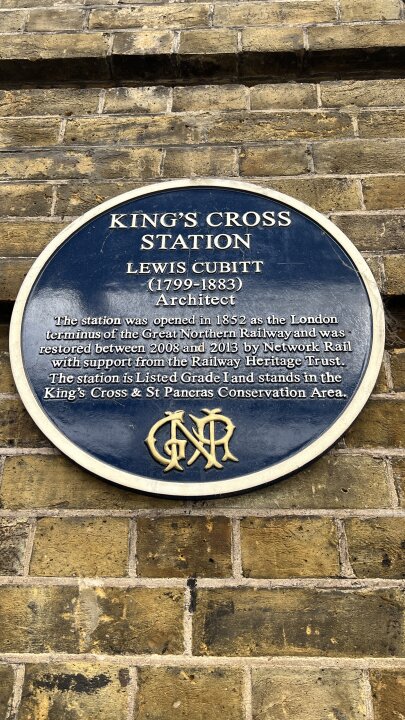 KING'S CROSS
STATION
LEWIS CUBITT
(1799-1883)
Architect
The station was opened in 1852 as the London
terminus of the Great Northern Railway and was
restored between 2008 and 2013 by Network Rail
with support from the Railway Heritage Trust.
The station is Listed Grade I and stands in the
King's Cross & St Pancras Conservation Area.
GNR